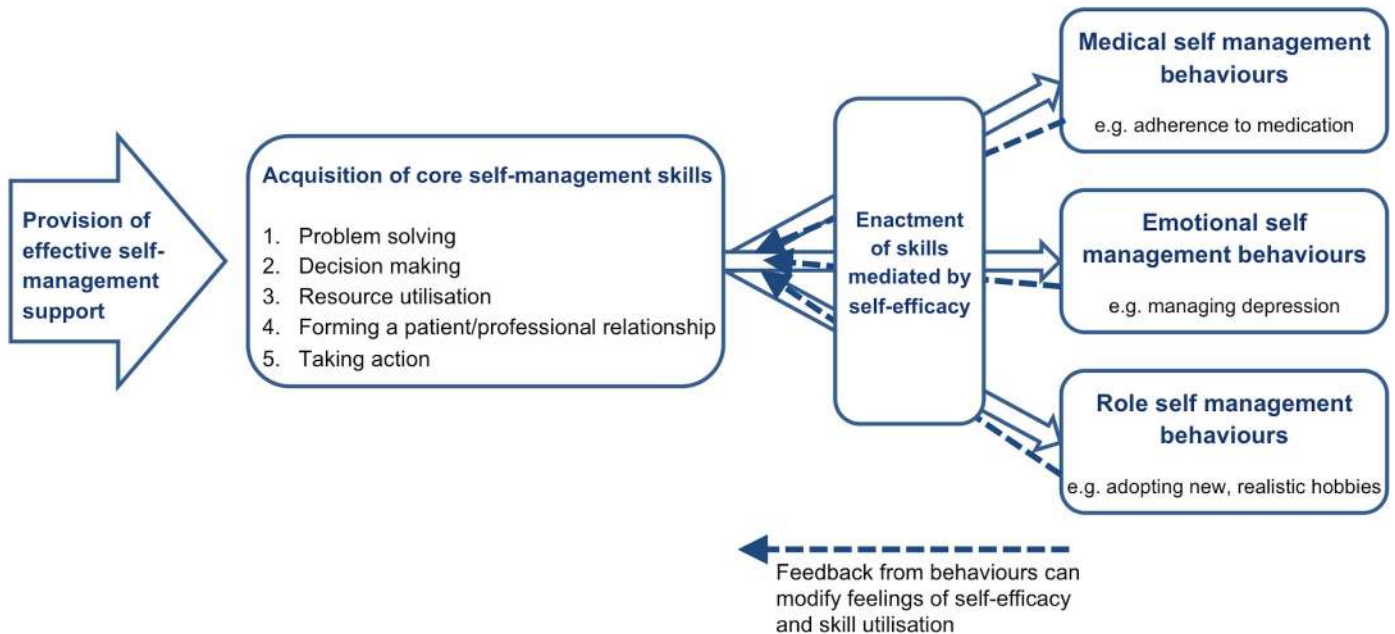 Provision of
effective self-
management
support
Acquisition of core self-management skills
1. Problem solving
2. Decision making
3. Resource utilisation
4. Forming a patient/professional relationship
5. Taking action
Enactment
of skills
mediated by
self-efficacy
Medical self management
behaviours
e.g. adherence to medication
Emotional self
management behaviours
e.g. managing depression
Role self management
behaviours
e.g. adopting new, realistic hobbies
Feedback from behaviours can
modify feelings of self-efficacy
and skill utilisation